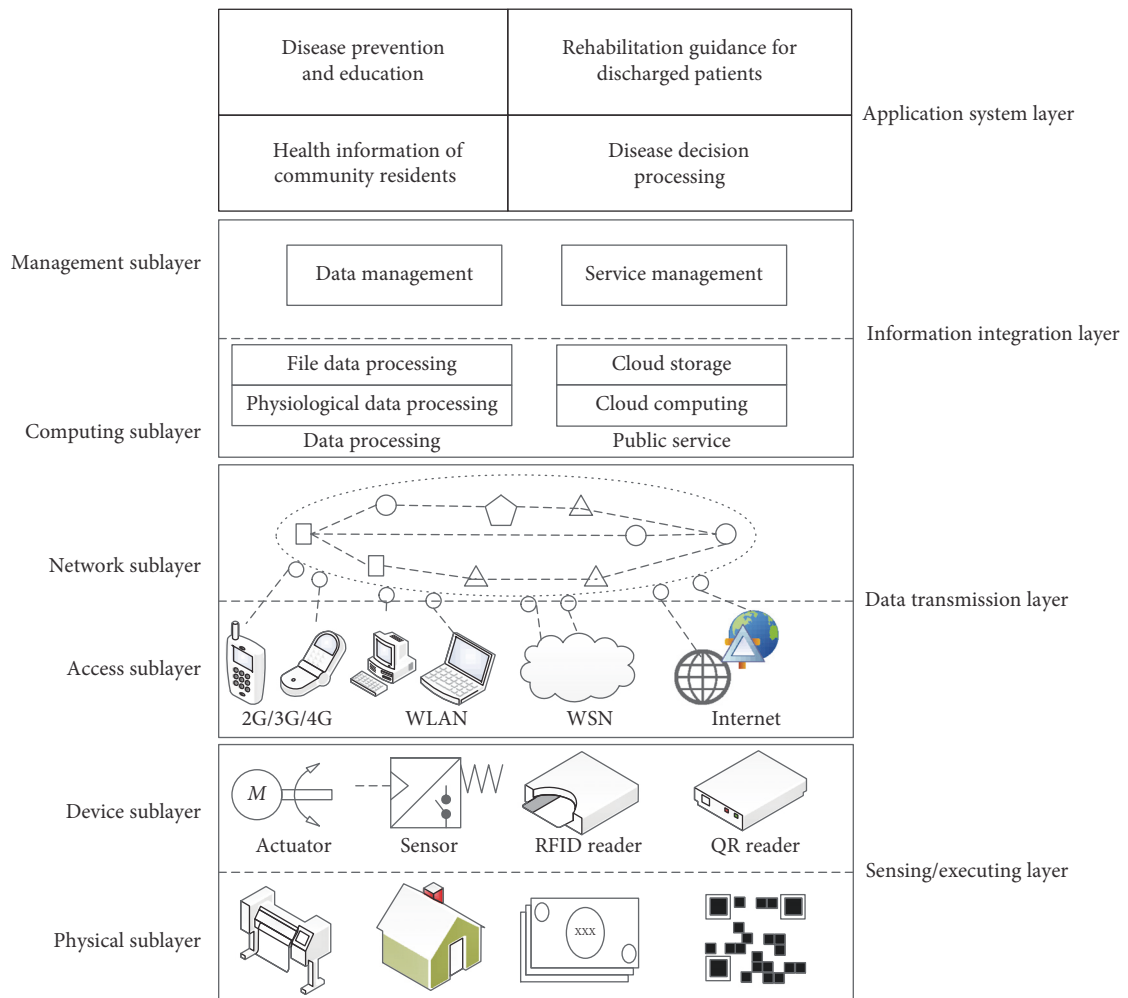 Disease prevention
and education
Rehabilitation guidance for
discharged patients
Application system layer
Health information of
community residents
Disease decision
processing
Management sublayer
Data management
Service management
Information integration layer
File data processing
Cloud storage
Physiological data processing
Cloud computing
Computing sublayer
Data processing
Public service
Network sublayer
Data transmission layer
Access sublayer
2G/3G/4G
WLAN
WSN
Internet
Device sublayer
M
Actuator
Sensor
RFID reader
QR reader
Sensing/executing layer
Physical sublayer
xxx